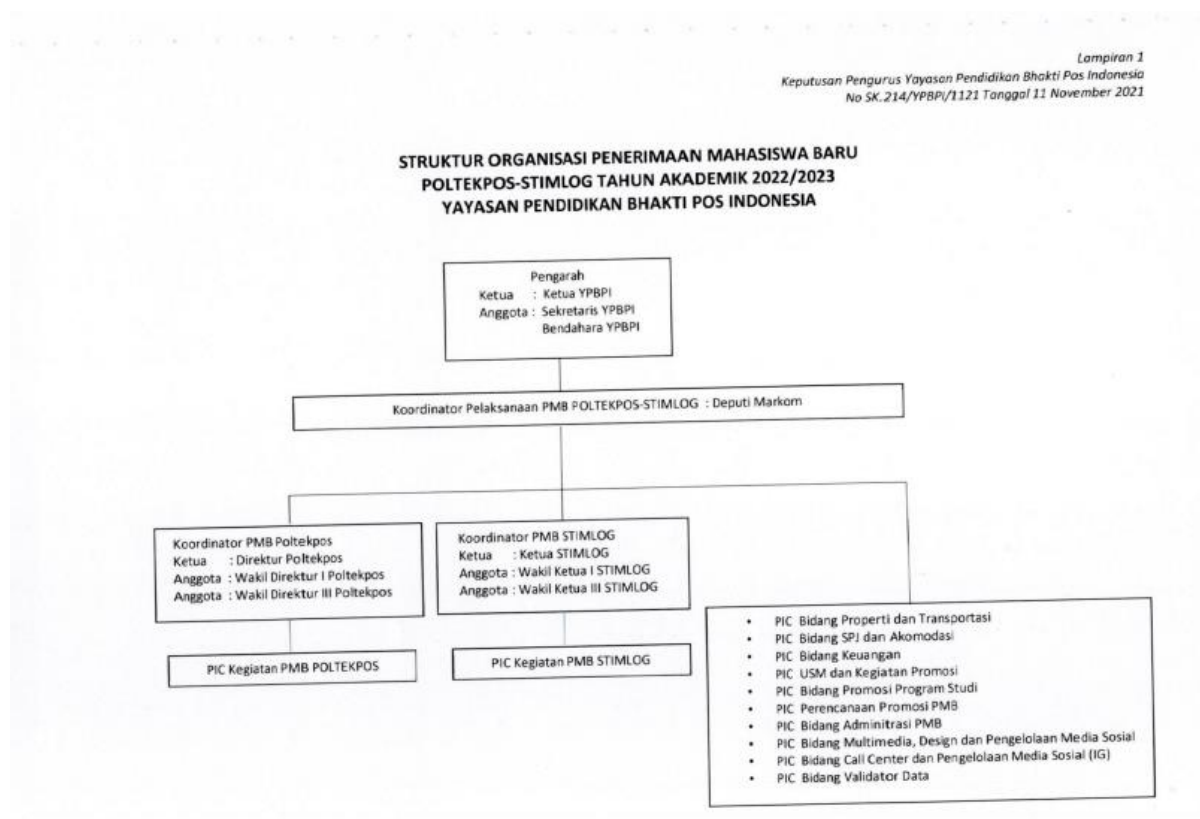 Lampiran 1
Keputusan Pengurus Yayasan Pendidikan Bhakti Pos Indonesia
No SK.214/YPBPI/1121 Tanggal 11 November 2021
STRUKTUR ORGANISASI PENERIMAAN MAHASISWA BARU
POLTEKPOS-STIMLOG TAHUN AKADEMIK 2022/2023
YAYASAN PENDIDIKAN BHAKTI POS INDONESIA
Pengarah
Ketua : Ketua YPBPI
Anggota : Sekretaris YPBPI
Bendahara YPBPI
Koordinator Pelaksanaan PMB POLTEKPOS-STIMLOG : Deputi Markom
Koordinator PMB Poltekpos
Ketua : Direktur Poltekpos
Anggota : Wakil Direktur I Poltekpos
Anggota : Wakil Direktur III Poltekpos
Koordinator PMB STIMLOG
Ketua : Ketua STIMLOG
Anggota : Wakil Ketua I STIMLOG
Anggota : Wakil Ketua III STIMLOG
PIC Kegiatan PMB POLTEKPOS
PIC Kegiatan PMB STIMLOG
• PIC Bidang Properti dan Transportasi
• PIC Bidang SPJ dan Akomodasi
• PIC Bidang Keuangan
• PIC USM dan Kegiatan Promosi
• PIC Bidang Promosi Program Studi
• PIC Perencanaan Promosi PMB
• PIC Bidang Adminitrasi PMB
• PIC Bidang Multimedia, Design dan Pengelolaan Media Sosial
• PIC Bidang Call Center dan Pengelolaan Media Sosial (IG)
• PIC Bidang Validator Data